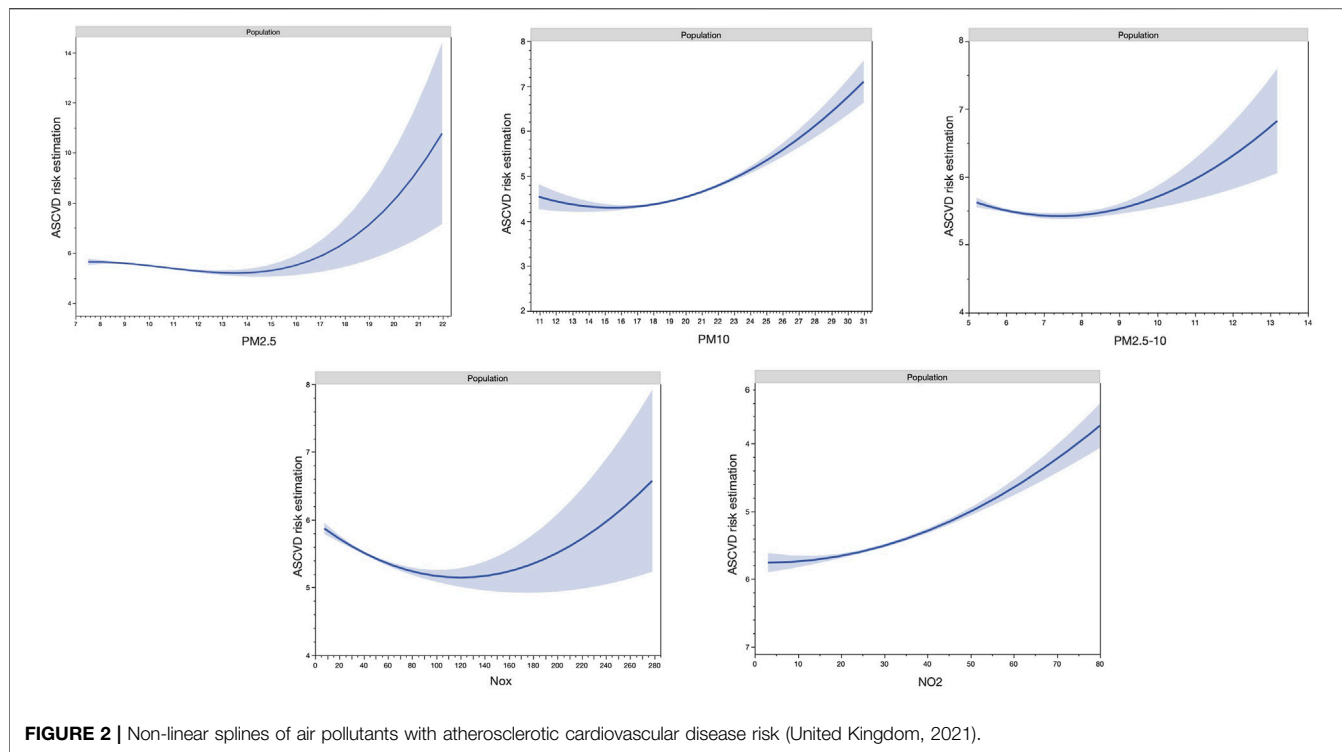 Population
14
12
10
8
6
4
ASCVD risk estimation
7 8 9 10 11 12 13 14 15 16 17 18 19 20 21 22
PM2.5
Population
8
7
6
5
4
3
2
ASCVD risk estimation
11 12 13 14 15 16 17 18 19 20 21 22 23 24 25 26 27 28 29 30 31
PM10
Population
8
7
6
5
4
ASCVD risk estimation
5 6 7 8 9 10 11 12 13 14
PM2.5-10
Population
8
7
6
5
4
ASCVD risk estimation
0 20 40 60 80 100 120 140 160 180 200 220 240 260 280
Nox
Population
6
4
5
6
7
ASCVD risk estimation
0 10 20 30 40 50 60 70 80
NO2
FIGURE 2 | Non-linear splines of air pollutants with atherosclerotic cardiovascular disease risk (United Kingdom, 2021).